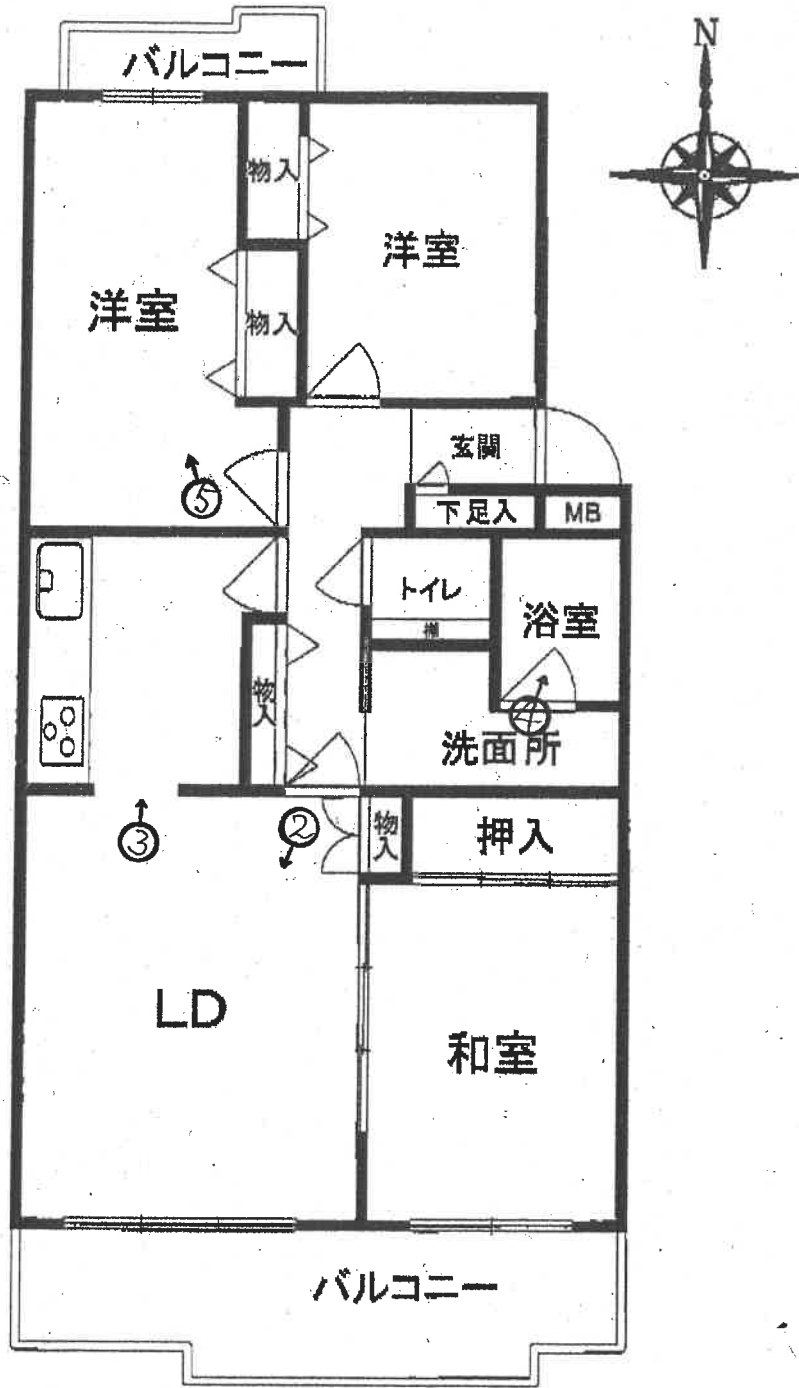 N
バルコニー
物入
洋室
洋室
物入
玄関
⑤
下足入
MB
トイレ
棚
浴室
物入
④
洗面所
③
②
物入
押入
LD
和室
バルコニー